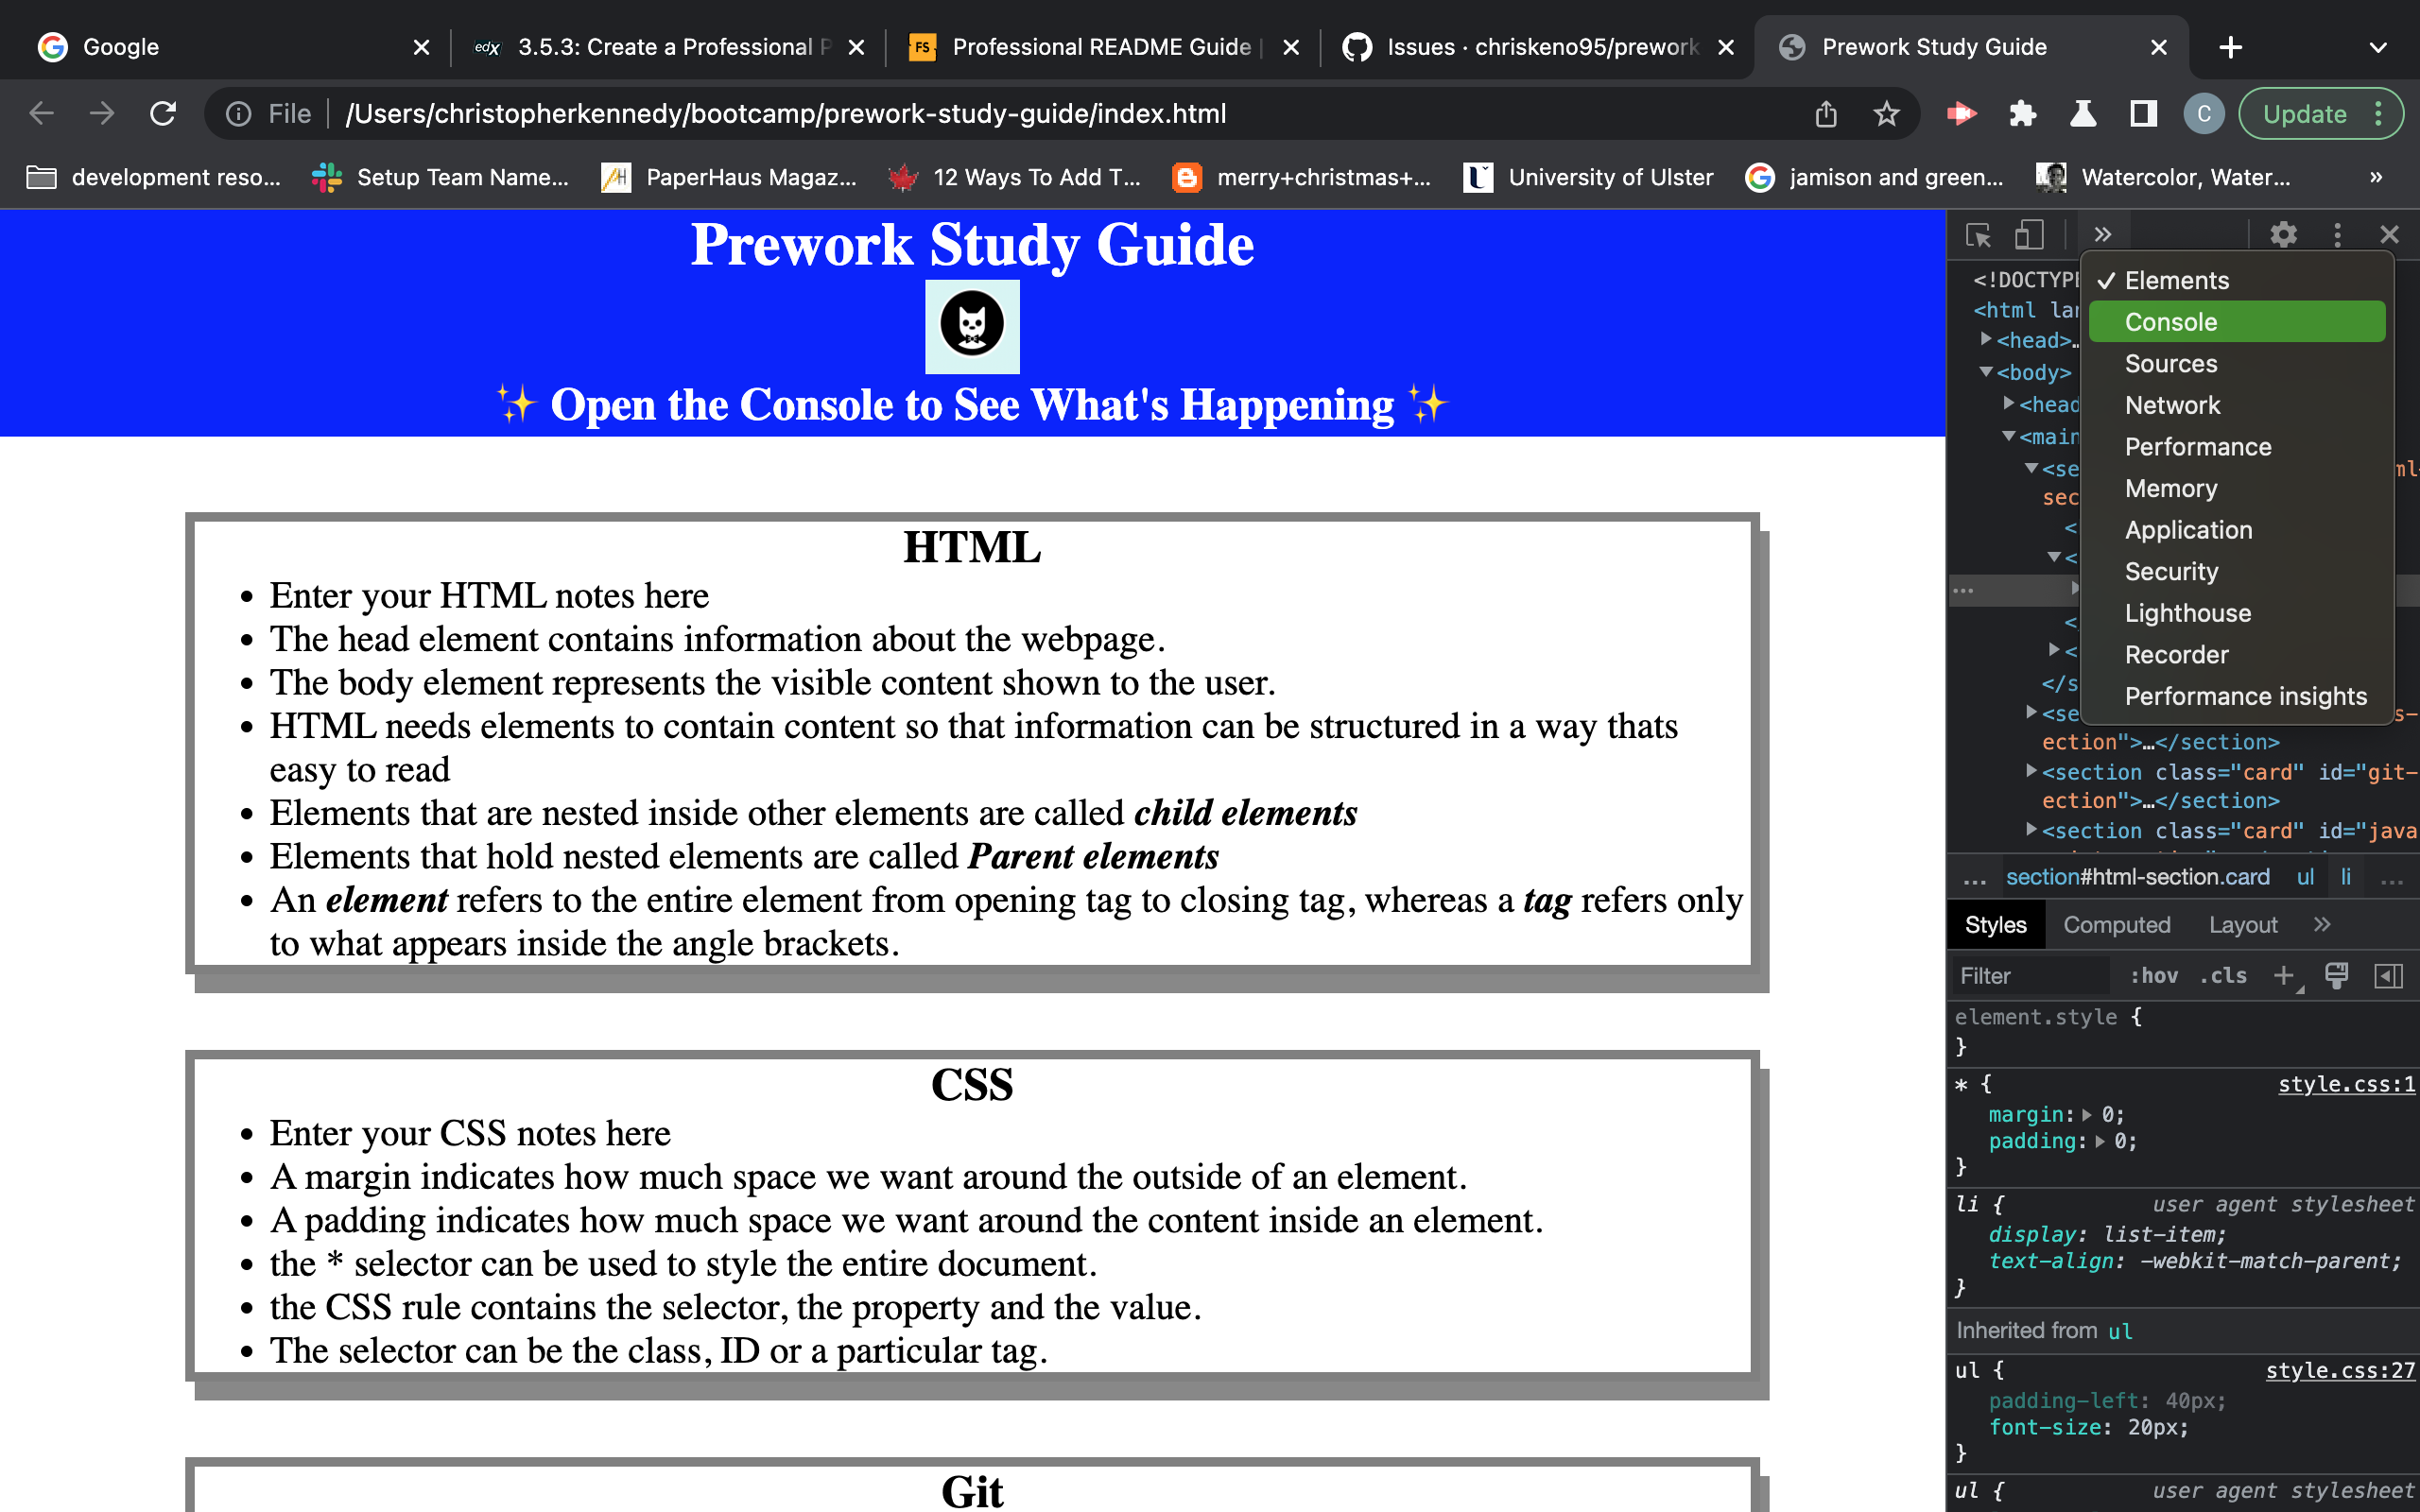 Google
edX 3.5.3: Create a Professional P
FS Professional README Guide |
Issues · chriskeno95/prework
Prework Study Guide
File /Users/christopherkennedy/bootcamp/prework-study-guide/index.html
C
Update
development reso...
Setup Team Name...
PaperHaus Magaz...
12 Ways To Add T...
merry+christmas+...
University of Ulster
jamison and green...
Watercolor, Water...
»
Prework Study Guide
✨ Open the Console to See What's Happening ✨
HTML
• Enter your HTML notes here
• The head element contains information about the webpage.
• The body element represents the visible content shown to the user.
• HTML needs elements to contain content so that information can be structured in a way thats
easy to read
• Elements that are nested inside other elements are called child elements
• Elements that hold nested elements are called Parent elements
• An element refers to the entire element from opening tag to closing tag, whereas a tag refers only
to what appears inside the angle brackets.
CSS
• Enter your CSS notes here
• A margin indicates how much space we want around the outside of an element.
• A padding indicates how much space we want around the content inside an element.
• the * selector can be used to style the entire document.
• the CSS rule contains the selector, the property and the value.
• The selector can be the class, ID or a particular tag.
Git
»
✓ Elements
Console
Sources
Network
Performance
Memory
Application
Security
Lighthouse
Recorder
Performance insights
<!DOCTYPE
<html lan
<head>…
<body>
<head
<main
<se ml-
sec
<
<
…
</
<
</s
<se s-
ection">…</section>
<section class="card" id="git-
ection">…</section>
<section class="card" id="java
… section#html-section.card ul li …
Styles Computed Layout »
Filter :hov .cls +
element.style {
}
* { style.css:1
margin: 0;
padding: 0;
}
li { user agent stylesheet
display: list-item;
text-align: -webkit-match-parent;
}
Inherited from ul
ul { style.css:27
padding-left: 40px;
font-size: 20px;
}
ul { user agent stylesheet